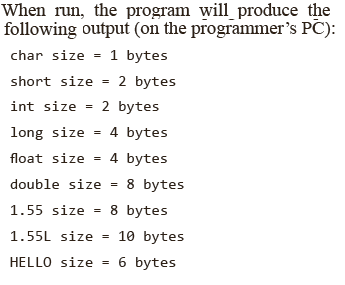 When run, the program will produce the
following output (on the programmer's PC):
char size = 1 bytes
short size = 2 bytes
int size = 2 bytes
long size = 4 bytes
float size = 4 bytes
double size = 8 bytes
1.55 size = 8 bytes
1.55L size = 10 bytes
HELLO size = 6 bytes